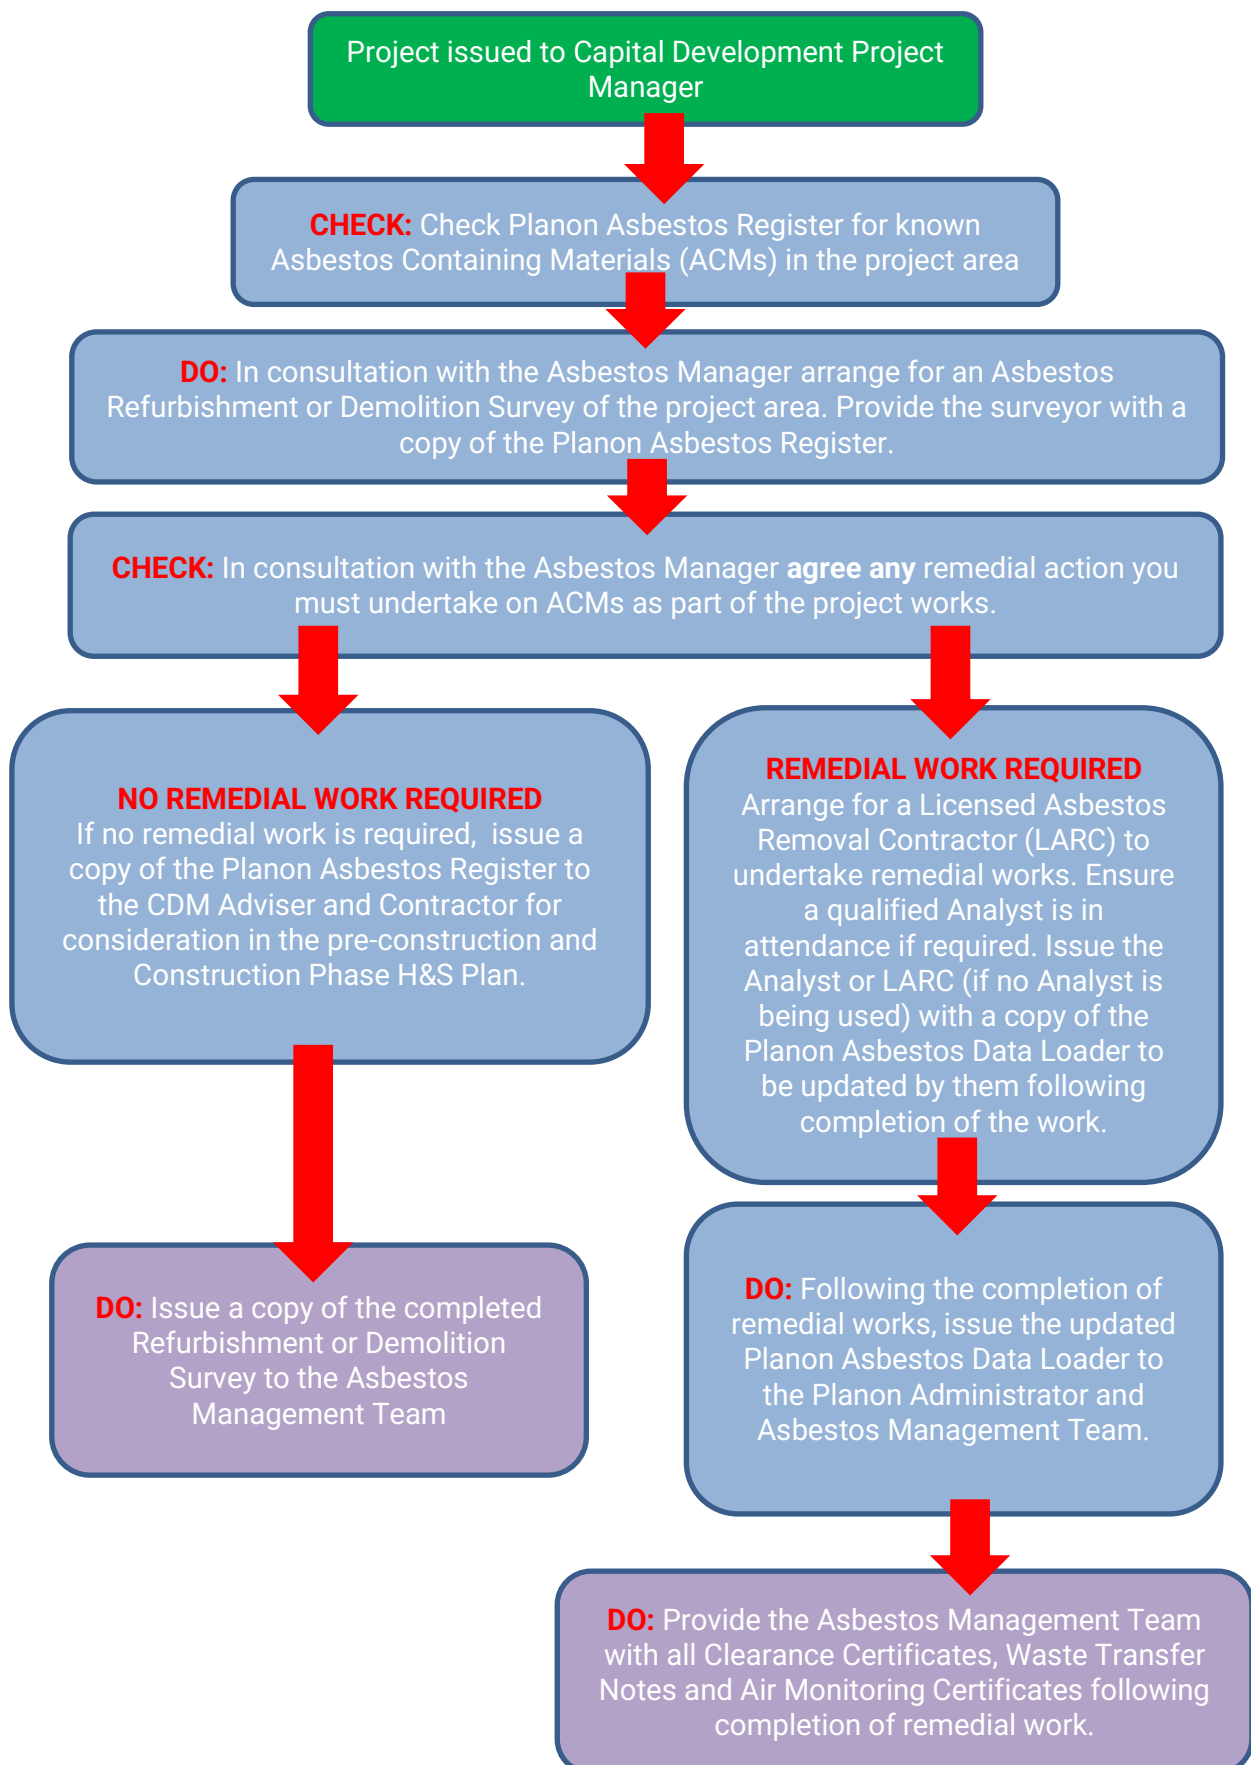 Project issued to Capital Development Project
Manager
CHECK: Check Planon Asbestos Register for known
Asbestos Containing Materials (ACMs) in the project area
DO: In consultation with the Asbestos Manager arrange for an Asbestos
Refurbishment or Demolition Survey of the project area. Provide the surveyor with a
copy of the Planon Asbestos Register.
CHECK: In consultation with the Asbestos Manager agree any remedial action you
must undertake on ACMs as part of the project works.
NO REMEDIAL WORK REQUIRED
If no remedial work is required, issue a
copy of the Planon Asbestos Register to
the CDM Adviser and Contractor for
consideration in the pre-construction and
Construction Phase H&S Plan.
REMEDIAL WORK REQUIRED
Arrange for a Licensed Asbestos
Removal Contractor (LARC) to
undertake remedial works. Ensure
a qualified Analyst is in
attendance if required. Issue the
Analyst or LARC (if no Analyst is
being used) with a copy of the
Planon Asbestos Data Loader to
be updated by them following
completion of the work.
DO: Issue a copy of the completed
Refurbishment or Demolition
Survey to the Asbestos
Management Team
DO: Following the completion of
remedial works, issue the updated
Planon Asbestos Data Loader to
the Planon Administrator and
Asbestos Management Team.
DO: Provide the Asbestos Management Team
with all Clearance Certificates, Waste Transfer
Notes and Air Monitoring Certificates following
completion of remedial work.